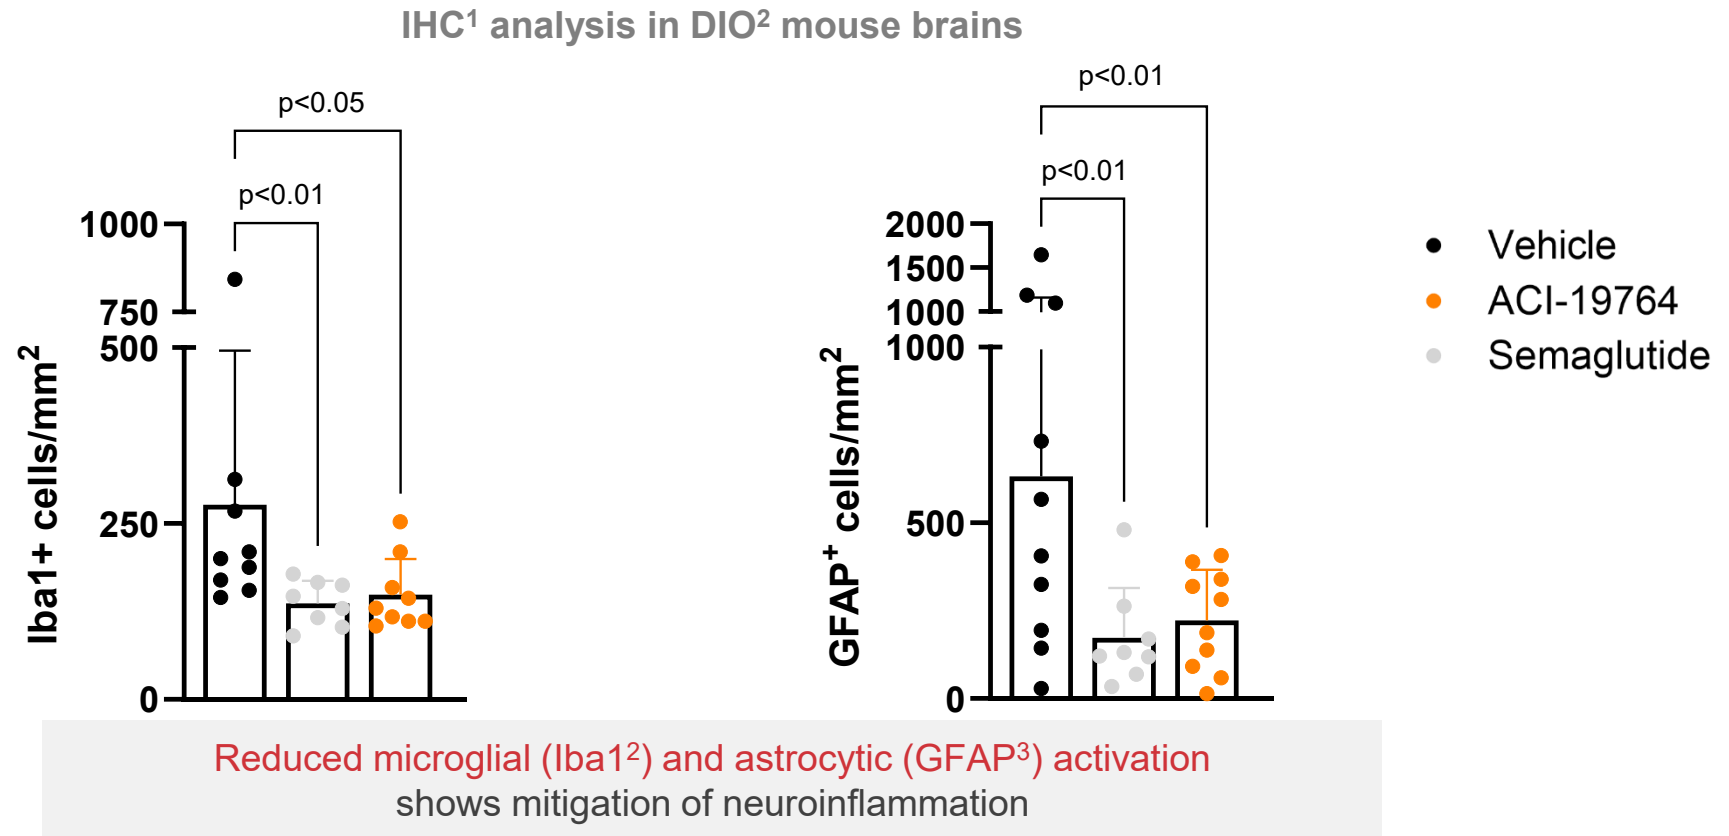 IHC¹ analysis in DIO² mouse brains
p<0.05
p<0.01
1000
750
500
250
0
Iba1+ cells/mm²
p<0.01
p<0.01
2000
1500
1000
1000
500
0
GFAP⁺ cells/mm²
Vehicle
ACI-19764
Semaglutide
Reduced microglial (Iba1²) and astrocytic (GFAP³) activation
shows mitigation of neuroinflammation